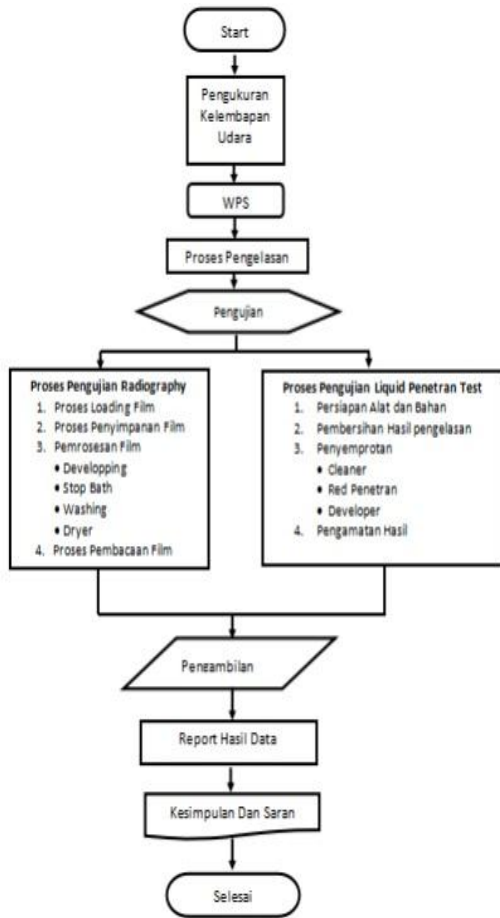 Start
Pengukuran
Kelembapan
Udara
WPS
Proses Pengelasan
Pengujian
Proses Pengujian Radiography
1. Proses Loading Film
2. Proses Penyimpanan Film
3. Pemrosesan Film
• Developping
• Stop Bath
• Washing
• Dryer
4. Proses Pembacaan Film
Proses Pengujian Liquid Penetran Test
1. Persiapan Alat dan Bahan
2. Pembersihan Hasil pengelasan
3. Penyemprotan
• Cleaner
• Red Penetran
• Developer
4. Pengamatan Hasil
Pengambilan
Report Hasil Data
Kesimpulan Dan Saran
Selesai